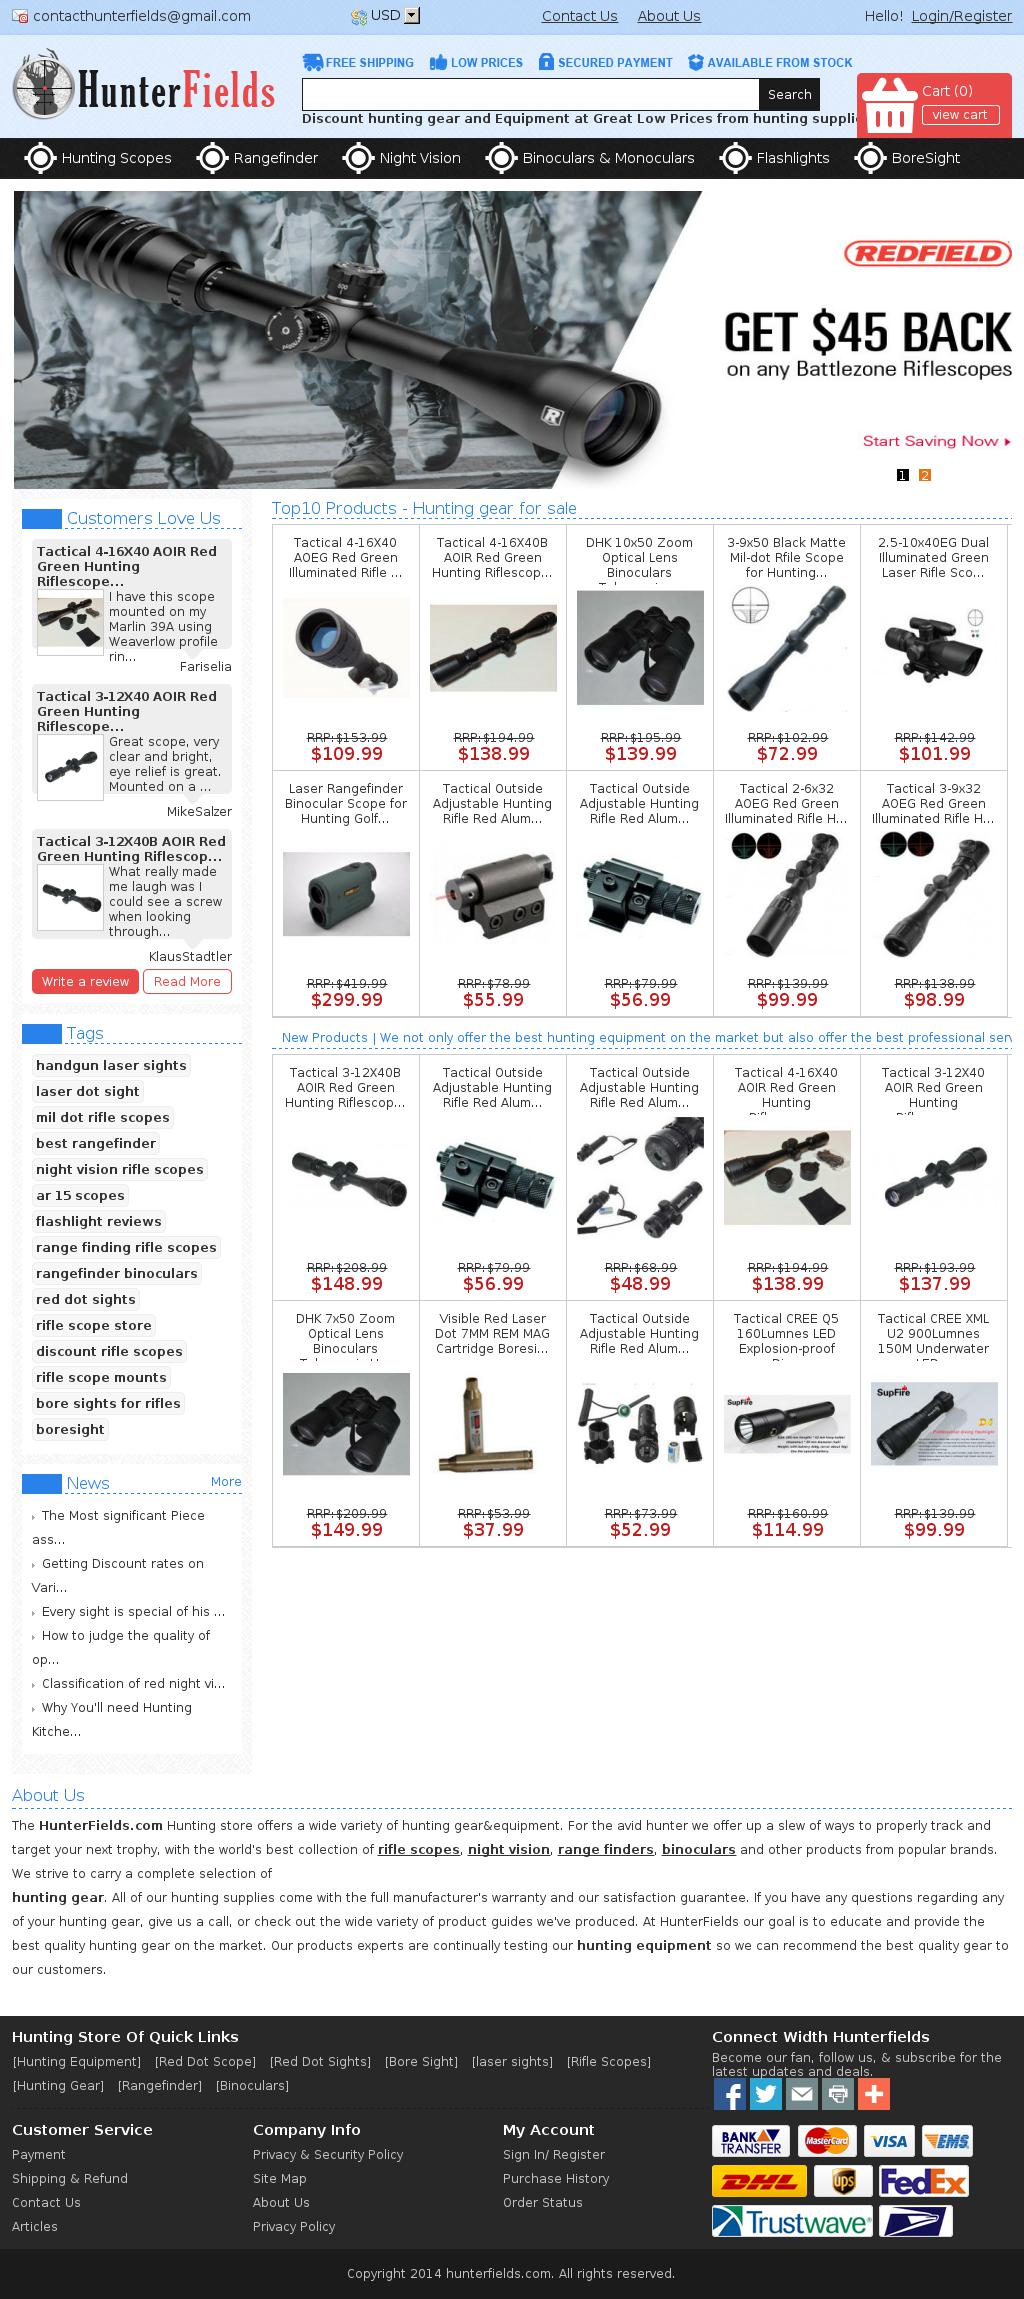 contacthunterfields@gmail.com
USD
Contact Us
About Us
Hello! Login/Register
HunterFields
FREE SHIPPING
LOW PRICES
SECURED PAYMENT
AVAILABLE FROM STOCK
Search
Discount hunting gear and Equipment at Great Low Prices from hunting supplie
Cart (0)
view cart
Hunting Scopes
Rangefinder
Night Vision
Binoculars & Monoculars
Flashlights
BoreSight
REDFIELD
GET $45 BACK
on any Battlezone Riflescopes
Start Saving Now
1 2
Customers Love Us
Tactical 4-16X40 AOIR Red
Green Hunting
Riflescope...
I have this scope
mounted on my
Marlin 39A using
Weaverlow profile
rin...
Fariselia
Tactical 3-12X40 AOIR Red
Green Hunting
Riflescope...
Great scope, very
clear and bright,
eye relief is great.
Mounted on a ...
MikeSalzer
Tactical 3-12X40B AOIR Red
Green Hunting Riflescop...
What really made
me laugh was I
could see a screw
when looking
through...
KlausStadtler
Write a review
Read More
Tags
handgun laser sights
laser dot sight
mil dot rifle scopes
best rangefinder
night vision rifle scopes
ar 15 scopes
flashlight reviews
range finding rifle scopes
rangefinder binoculars
red dot sights
rifle scope store
discount rifle scopes
rifle scope mounts
bore sights for rifles
boresight
News
More
The Most significant Piece
ass...
Getting Discount rates on
Vari...
Every sight is special of his ...
How to judge the quality of
op...
Classification of red night vi...
Why You'll need Hunting
Kitche...
Top10 Products - Hunting gear for sale
Tactical 4-16X40
AOEG Red Green
Illuminated Rifle ...
RRP: $153.99
$109.99
Tactical 4-16X40B
AOIR Red Green
Hunting Riflescop...
RRP: $194.99
$138.99
DHK 10x50 Zoom
Optical Lens
Binoculars
RRP: $195.99
$139.99
3-9x50 Black Matte
Mil-dot Rfile Scope
for Hunting...
RRP: $102.99
$72.99
2.5-10x40EG Dual
Illuminated Green
Laser Rifle Sco...
RRP: $142.99
$101.99
Laser Rangefinder
Binocular Scope for
Hunting Golf...
RRP: $419.99
$299.99
Tactical Outside
Adjustable Hunting
Rifle Red Alum...
RRP: $78.99
$55.99
Tactical Outside
Adjustable Hunting
Rifle Red Alum...
RRP: $79.99
$56.99
Tactical 2-6x32
AOEG Red Green
Illuminated Rifle H...
RRP: $139.99
$99.99
Tactical 3-9x32
AOEG Red Green
Illuminated Rifle H...
RRP: $138.99
$98.99
New Products | We not only offer the best hunting equipment on the market but also offer the best professional serv
Tactical 3-12X40B
AOIR Red Green
Hunting Riflescop...
RRP: $208.99
$148.99
Tactical Outside
Adjustable Hunting
Rifle Red Alum...
RRP: $79.99
$56.99
Tactical Outside
Adjustable Hunting
Rifle Red Alum...
RRP: $68.99
$48.99
Tactical 4-16X40
AOIR Red Green
Hunting
RRP: $194.99
$138.99
Tactical 3-12X40
AOIR Red Green
Hunting
RRP: $193.99
$137.99
DHK 7x50 Zoom
Optical Lens
Binoculars
RRP: $209.99
$149.99
Visible Red Laser
Dot 7MM REM MAG
Cartridge Boresi...
RRP: $53.99
$37.99
Tactical Outside
Adjustable Hunting
Rifle Red Alum...
RRP: $73.99
$52.99
Tactical CREE Q5
160Lumnes LED
Explosion-proof
SupFire
RRP: $160.99
$114.99
Tactical CREE XML
U2 900Lumnes
150M Underwater
SupFire
RRP: $139.99
$99.99
About Us
The HunterFields.com Hunting store offers a wide variety of hunting gear&equipment. For the avid hunter we offer up a slew of ways to properly track and
target your next trophy, with the world's best collection of rifle scopes, night vision, range finders, binoculars and other products from popular brands.
We strive to carry a complete selection of
hunting gear. All of our hunting supplies come with the full manufacturer's warranty and our satisfaction guarantee. If you have any questions regarding any
of your hunting gear, give us a call, or check out the wide variety of product guides we've produced. At HunterFields our goal is to educate and provide the
best quality hunting gear on the market. Our products experts are continually testing our hunting equipment so we can recommend the best quality gear to
our customers.
Hunting Store Of Quick Links
[Hunting Equipment] [Red Dot Scope] [Red Dot Sights] [Bore Sight] [laser sights] [Rifle Scopes]
[Hunting Gear] [Rangefinder] [Binoculars]
Connect Width Hunterfields
Become our fan, follow us, & subscribe for the
latest updates and deals.
Customer Service
Payment
Shipping & Refund
Contact Us
Articles
Company Info
Privacy & Security Policy
Site Map
About Us
Privacy Policy
My Account
Sign In/ Register
Purchase History
Order Status
BANK TRANSFER
MasterCard
VISA
EMS
DHL
ups
FedEx
Trustwave
Copyright 2014 hunterfields.com. All rights reserved.